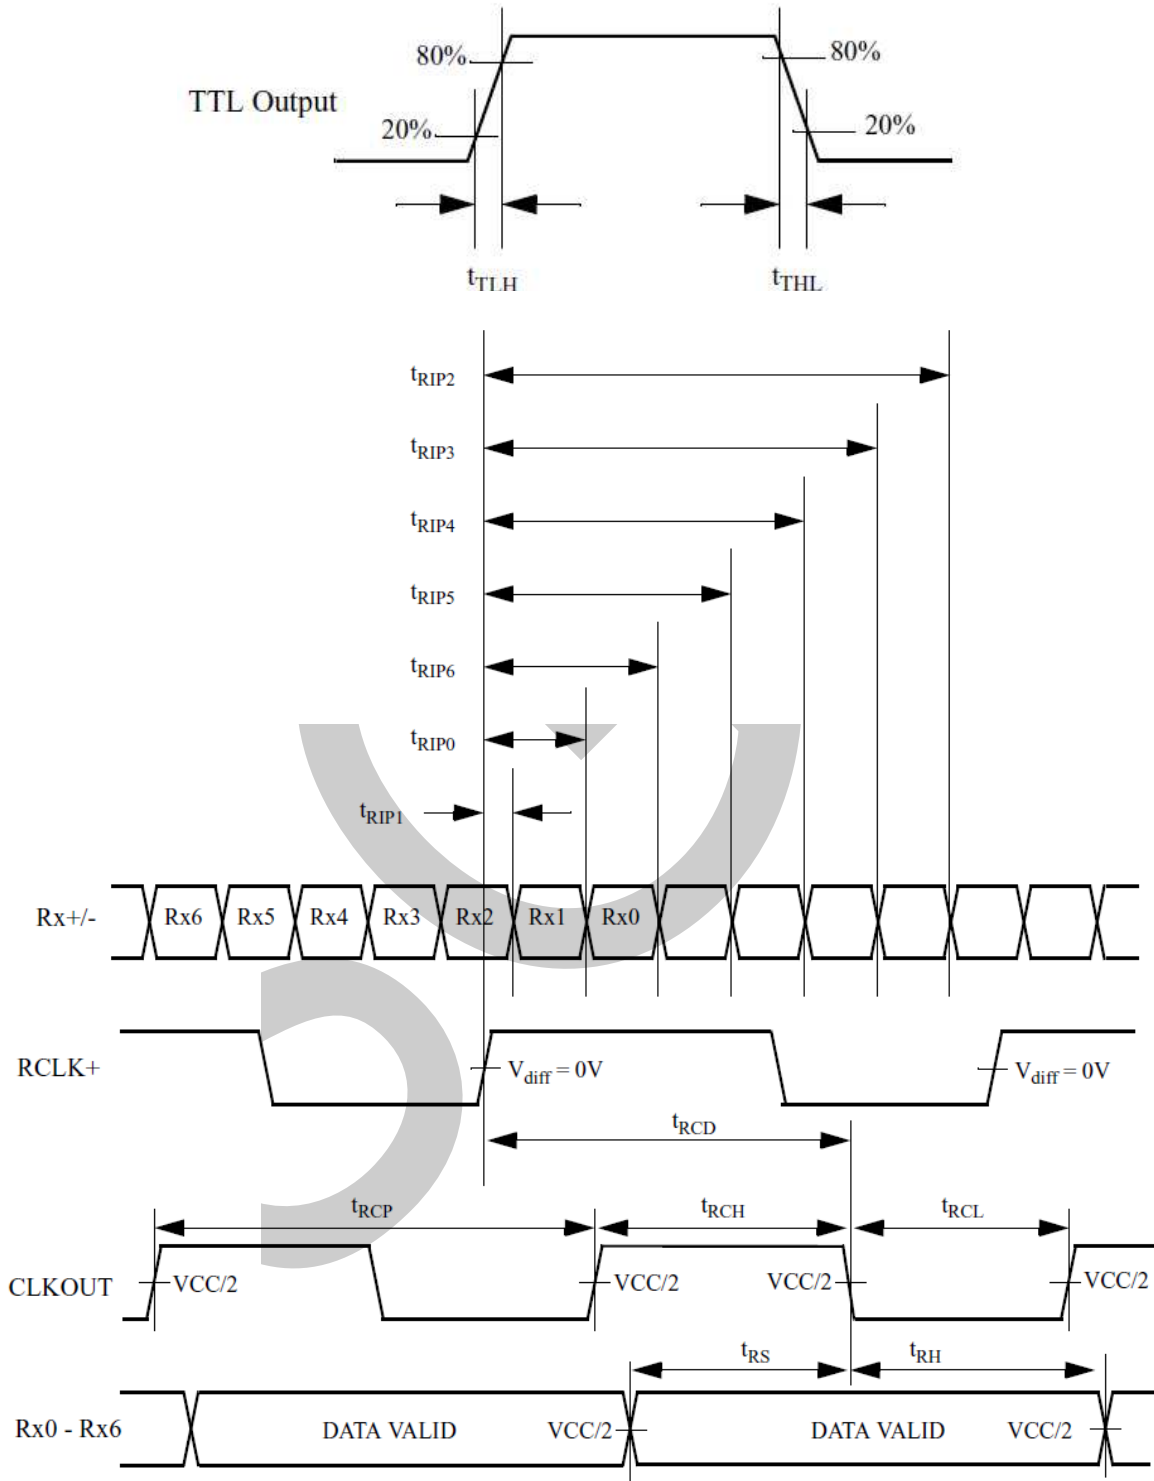 80%
80%
TTL Output
20%
20%
tTLH
tTHL
tRIP2
tRIP3
tRIP4
tRIP5
tRIP6
tRIP0
tRIP1
Rx+/-
Rx6
Rx5
Rx4
Rx3
Rx2
Rx1
Rx0
RCLK+
Vdiff = 0V
Vdiff = 0V
tRCD
tRCP
tRCH
tRCL
CLKOUT
VCC/2
VCC/2
VCC/2
VCC/2
tRS
tRH
Rx0 - Rx6
DATA VALID
VCC/2
DATA VALID
VCC/2